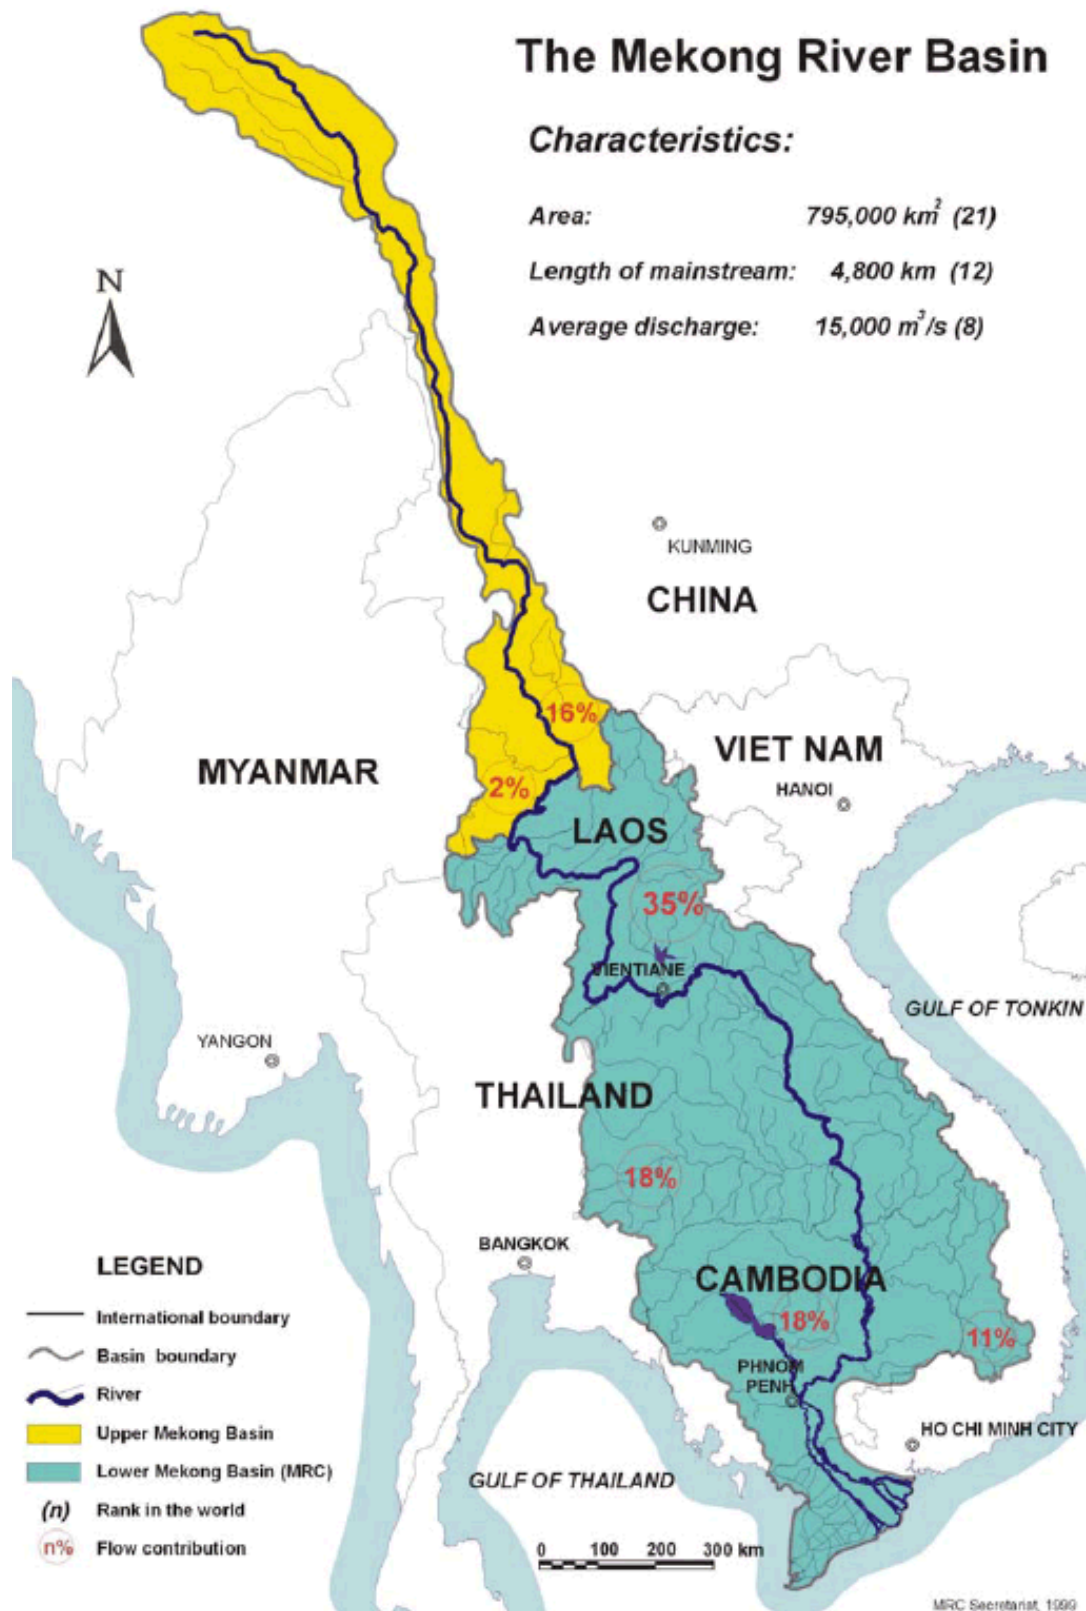 The Mekong River Basin
Characteristics:
Area: 795,000 km² (21)
Length of mainstream: 4,800 km (12)
Average discharge: 15,000 m³/s (8)
N
KUNMING
CHINA
16%
MYANMAR
VIET NAM
2%
HANOI
LAOS
35%
VIENTIANE
GULF OF TONKIN
YANGON
THAILAND
18%
BANGKOK
CAMBODIA
18%
11%
PHNOM
PENH
HO CHI MINH CITY
GULF OF THAILAND
LEGEND
International boundary
Basin boundary
River
Upper Mekong Basin
Lower Mekong Basin (MRC)
(n) Rank in the world
n% Flow contribution
0 100 200 300 km
MRC Secretariat, 1999